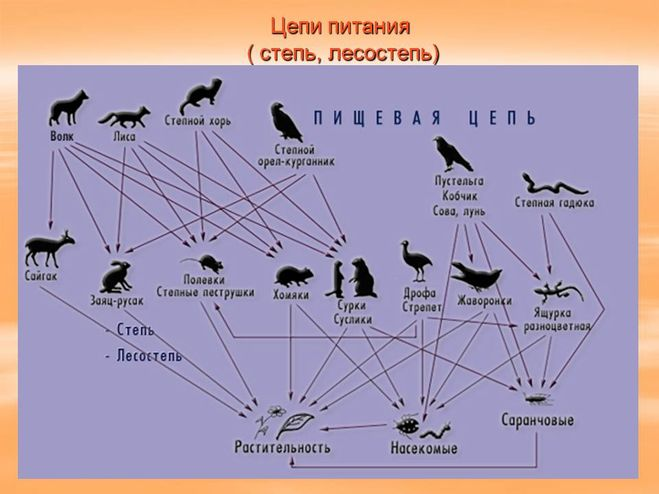 Цепи питания
( степь, лесостепь)
ПИЩЕВАЯ ЦЕПЬ
Волк
Лиса
Степной хорь
Степной
орел-курганник
Пустельга
Кобчик
Сова, лунь
Степная гадюка
Сайгак
Заяц-русак
Полевки
Степные пеструшки
Хомяки
Сурки
Суслики
Дрофа
Стрепет
Жаворонки
Ящурка
разноцветная
- Степь
- Лесостепь
Растительность
Насекомые
Саранчовые